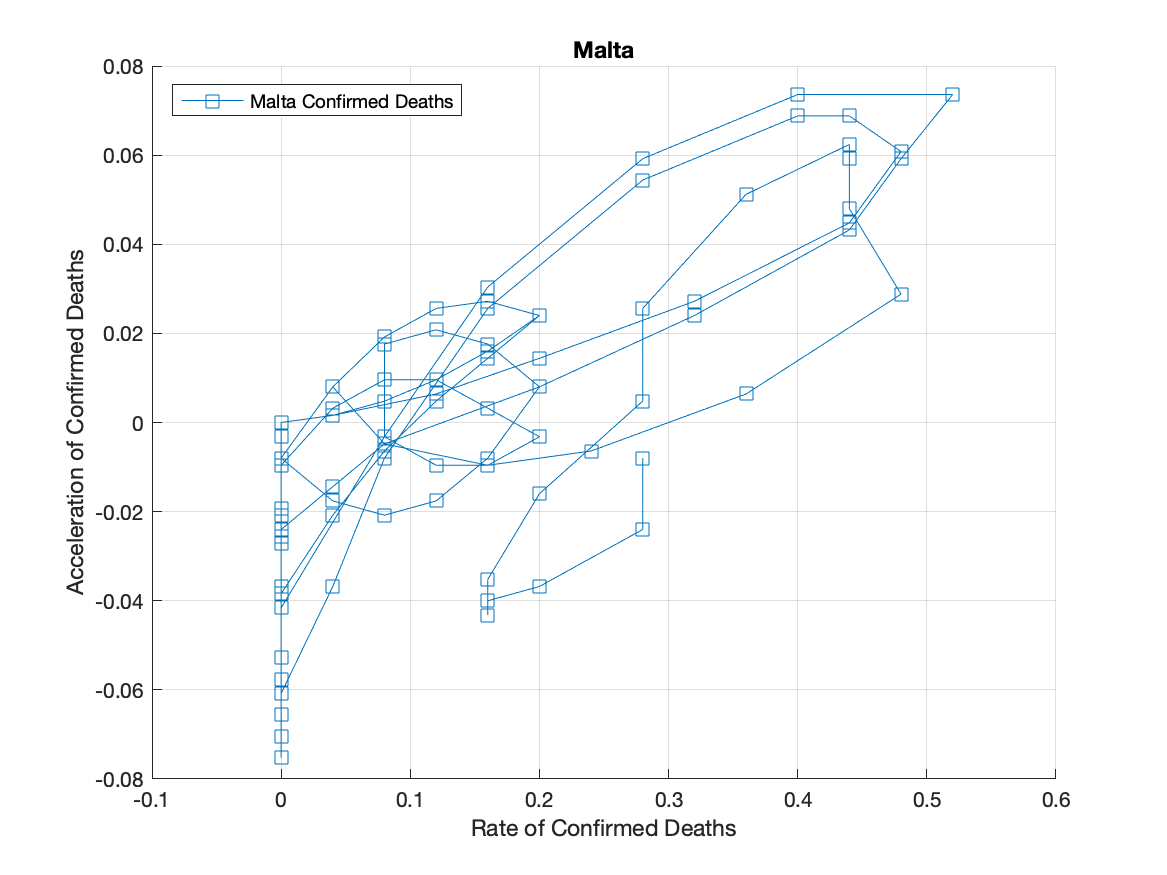 Malta
Malta Confirmed Deaths
0.08
0.06
0.04
0.02
0
-0.02
-0.04
-0.06
-0.08
Acceleration of Confirmed Deaths
-0.1 0 0.1 0.2 0.3 0.4 0.5 0.6
Rate of Confirmed Deaths